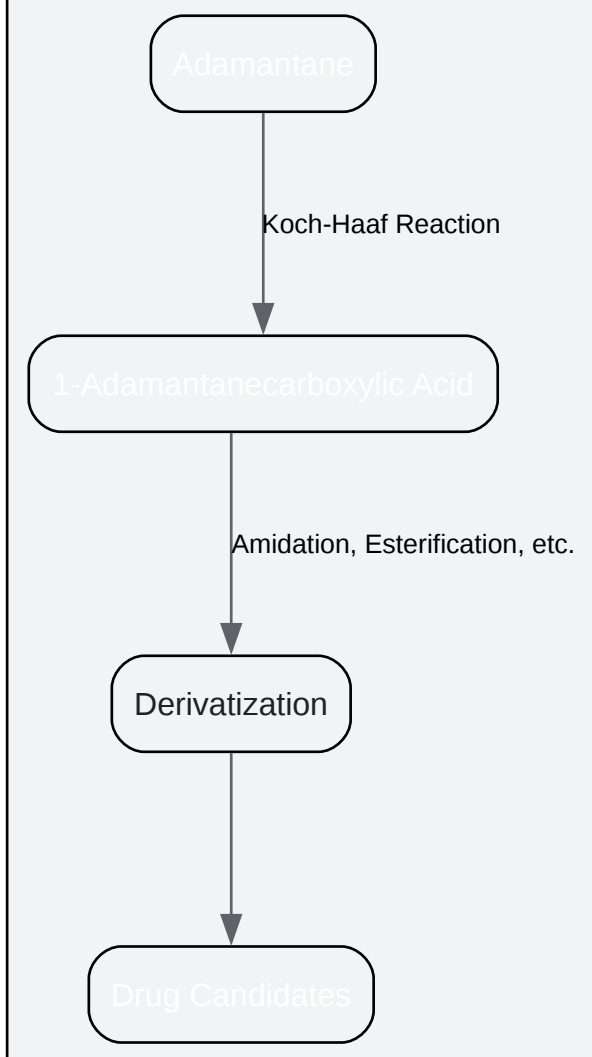 Adamantane
Koch-Haaf Reaction
1-Adamantanecarboxylic Acid
Amidation, Esterification, etc.
Derivatization
Drug Candidates